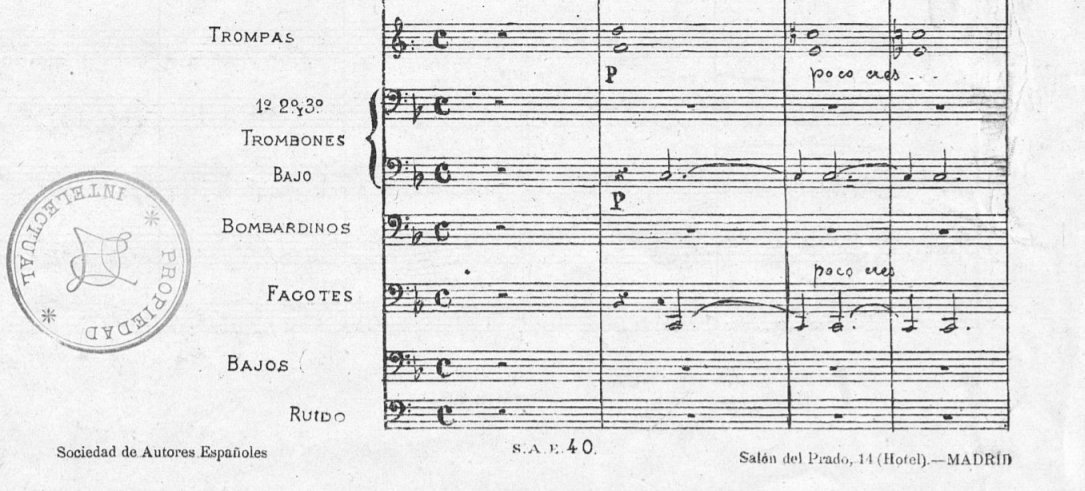 TROMPAS
P
poco cres...
1º 2º y 3º
TROMBONES
BAJO
P
BOMBARDINOS
poco cres
FAGOTES
BAJOS
RUIDO
PROPIEDAD INTELECTUAL
Sociedad de Autores Españoles
S. A. E. 40.
Salón del Prado, 14 (Hotel).—MADRID